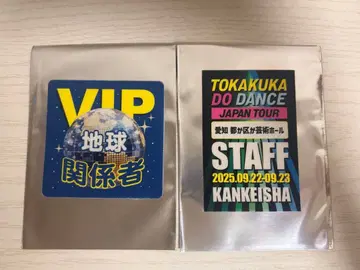 VIP
地球
関係者
TOKAKUKA
DO DANCE
JAPAN TOUR
愛知 都が区が芸術ホール
STAFF
2025.09.22-09.23
KANKEISHA